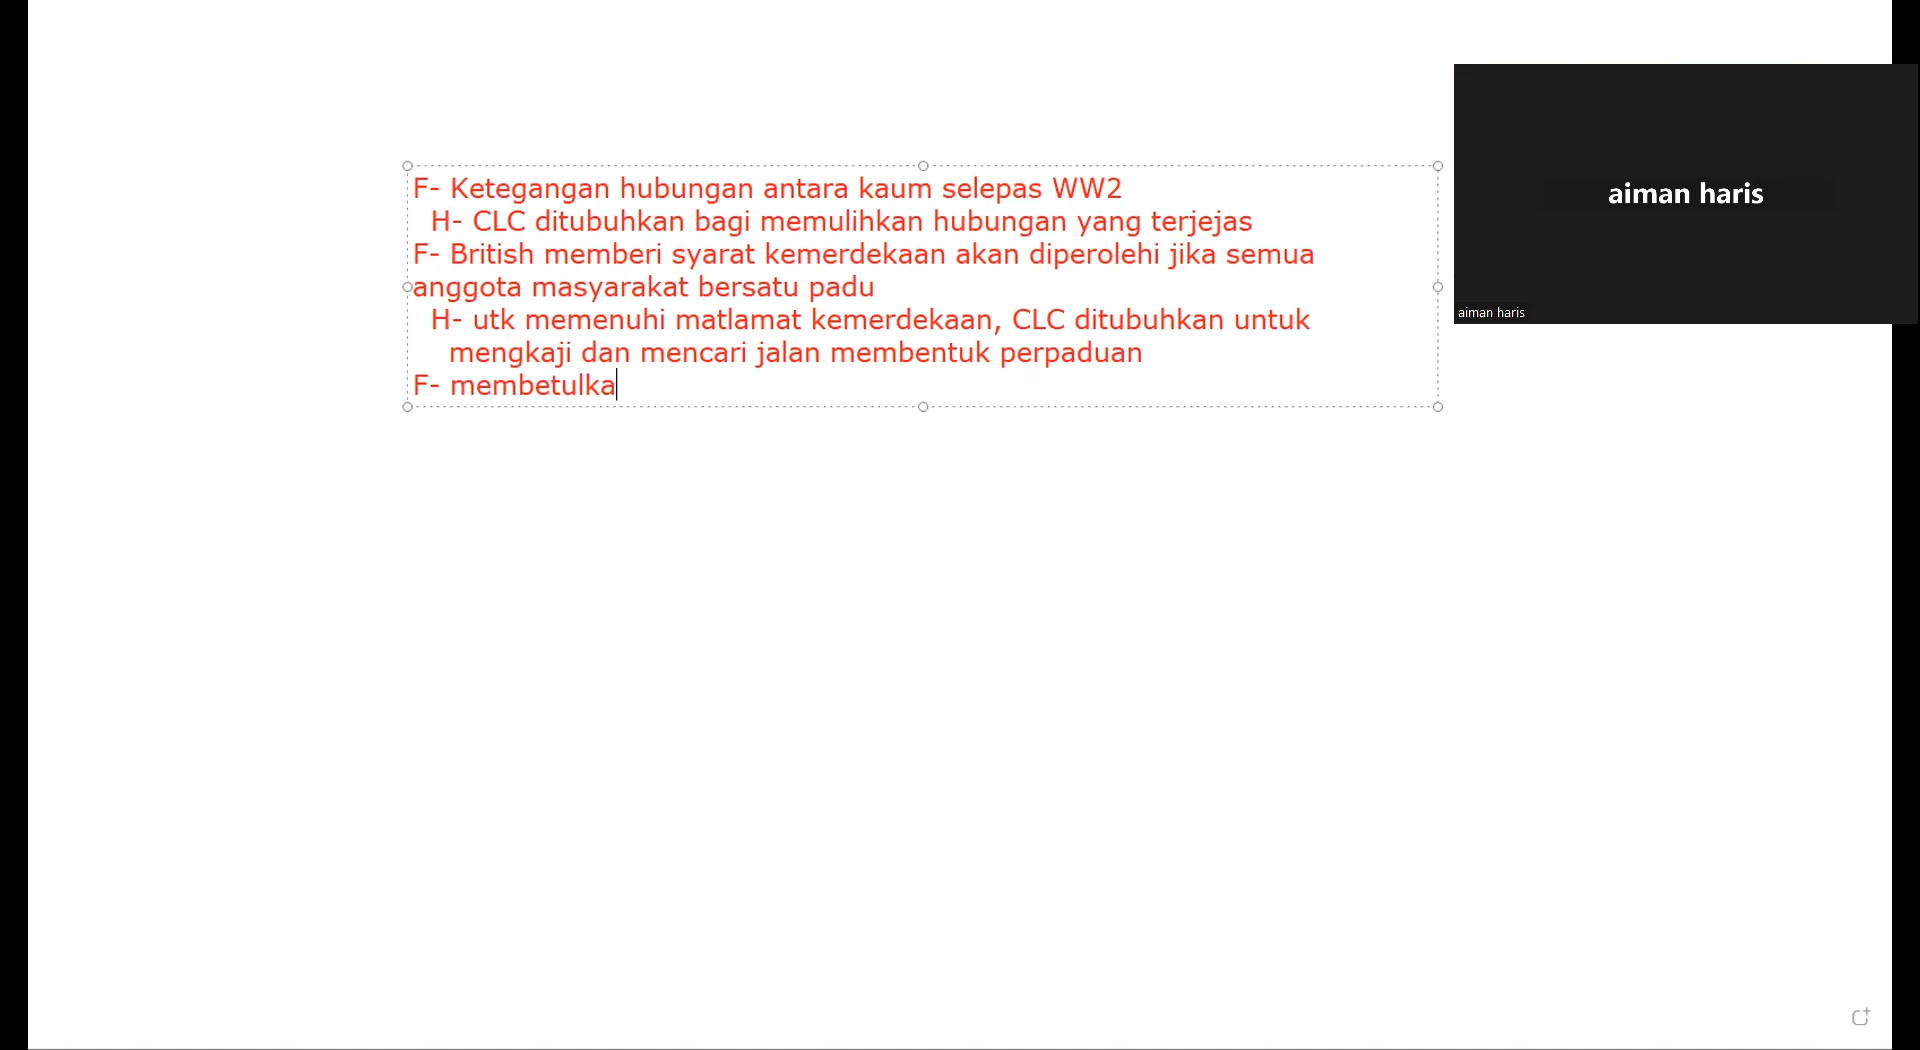 F- Ketegangan hubungan antara kaum selepas WW2
H- CLC ditubuhkan bagi memulihkan hubungan yang terjejas
F- British memberi syarat kemerdekaan akan diperolehi jika semua
anggota masyarakat bersatu padu
H- utk memenuhi matlamat kemerdekaan, CLC ditubuhkan untuk
mengkaji dan mencari jalan membentuk perpaduan
F- membetulka
aiman haris
aiman haris